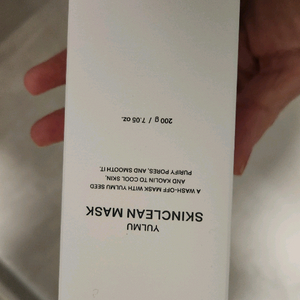 YULMU
SKINCLEAN MASK
A WASH-OFF MASK WITH YULMU SEED
AND KAOLIN TO COOL SKIN,
PURIFY PORES, AND SMOOTH IT.
200 g / 7.05 oz.